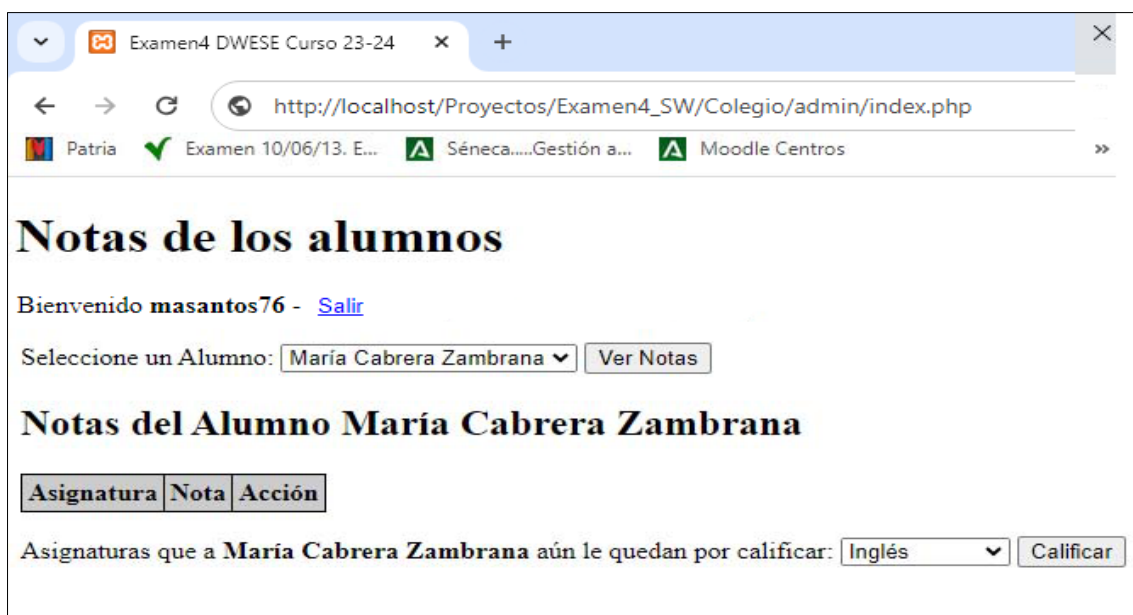 Examen4 DWESE Curso 23-24
http://localhost/Proyectos/Examen4_SW/Colegio/admin/index.php
Patria Examen 10/06/13. E... Séneca.....Gestión a... Moodle Centros
Notas de los alumnos
Bienvenido masantos76 - Salir
Seleccione un Alumno: María Cabrera Zambrana Ver Notas
Notas del Alumno María Cabrera Zambrana
Asignatura Nota Acción
Asignaturas que a María Cabrera Zambrana aún le quedan por calificar: Inglés Calificar